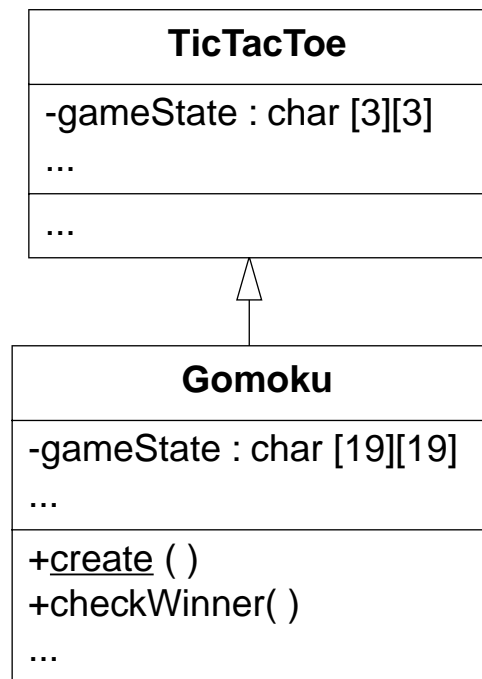 TicTacToe
-gameState : char [3][3]
...
...
Gomoku
-gameState : char [19][19]
...
+create ( )
+checkWinner( )
...